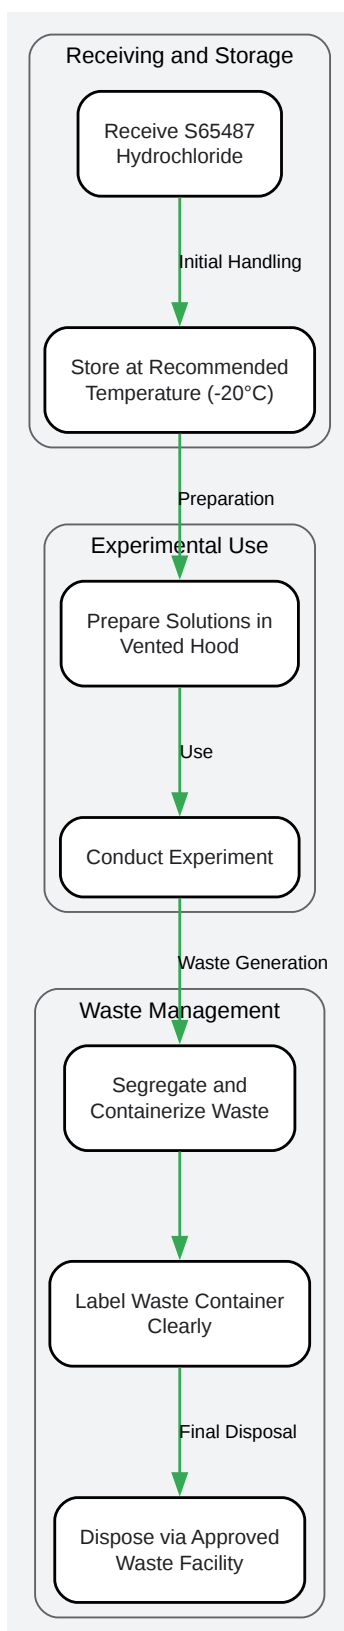 Receiving and Storage
Receive S65487
Hydrochloride
Initial Handling
Store at Recommended
Temperature (-20°C)
Preparation
Experimental Use
Prepare Solutions in
Vented Hood
Use
Conduct Experiment
Waste Generation
Waste Management
Segregate and
Containerize Waste
Label Waste Container
Clearly
Final Disposal
Dispose via Approved
Waste Facility